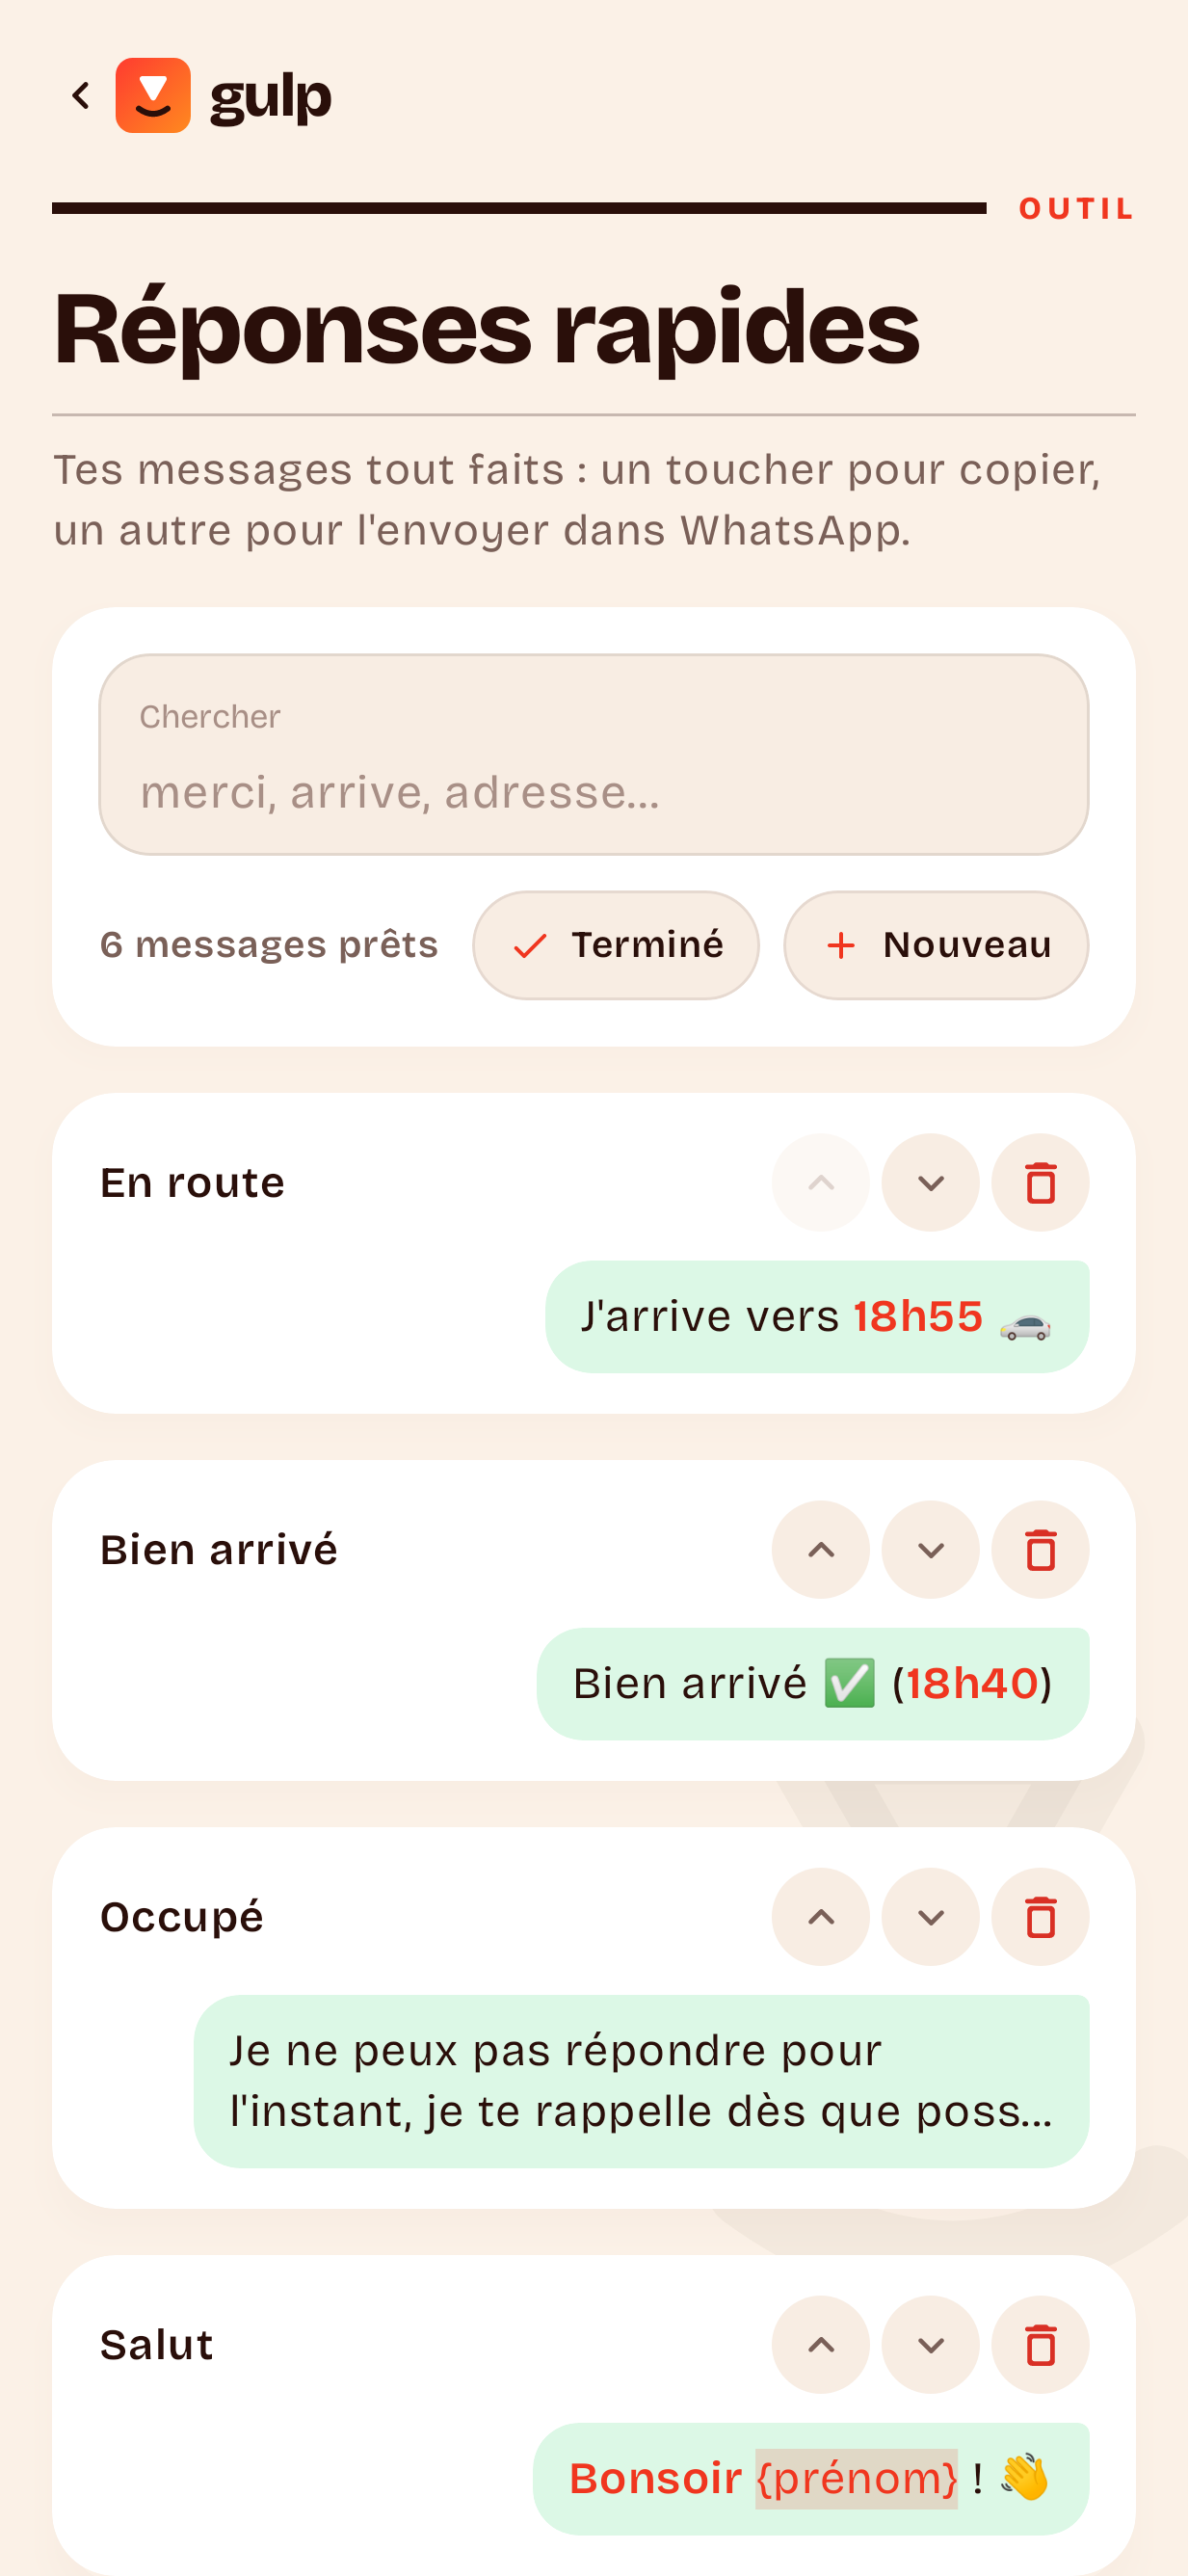 gulp
OUTIL
Réponses rapides
Tes messages tout faits : un toucher pour copier,
un autre pour l'envoyer dans WhatsApp.
Chercher
merci, arrive, adresse...
6 messages prêts
Terminé
Nouveau
En route
J'arrive vers 18h55 🚗
Bien arrivé
Bien arrivé ✅ (18h40)
Occupé
Je ne peux pas répondre pour
l'instant, je te rappelle dès que poss...
Salut
Bonsoir {prénom} ! 👋